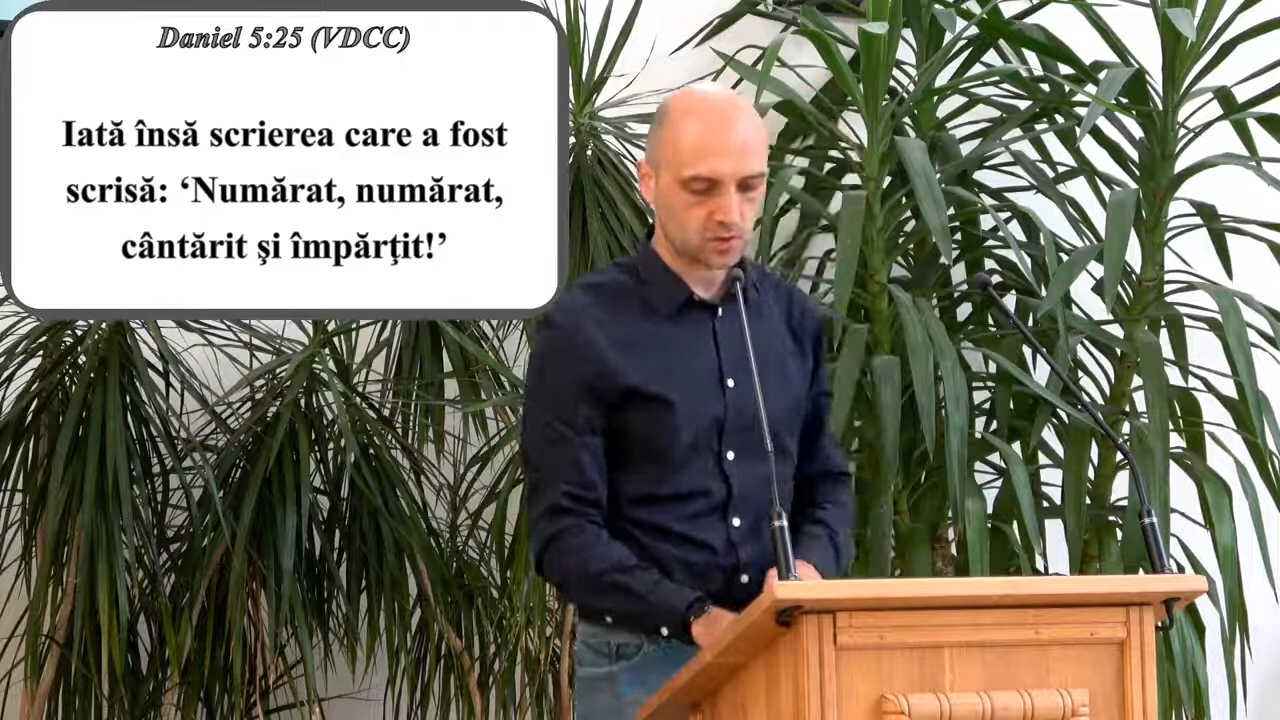 Daniel 5:25 (VDCC)
Iată însă scrierea care a fost
scrisă: ‘Numărat, numărat,
cântărit şi împărţit!’